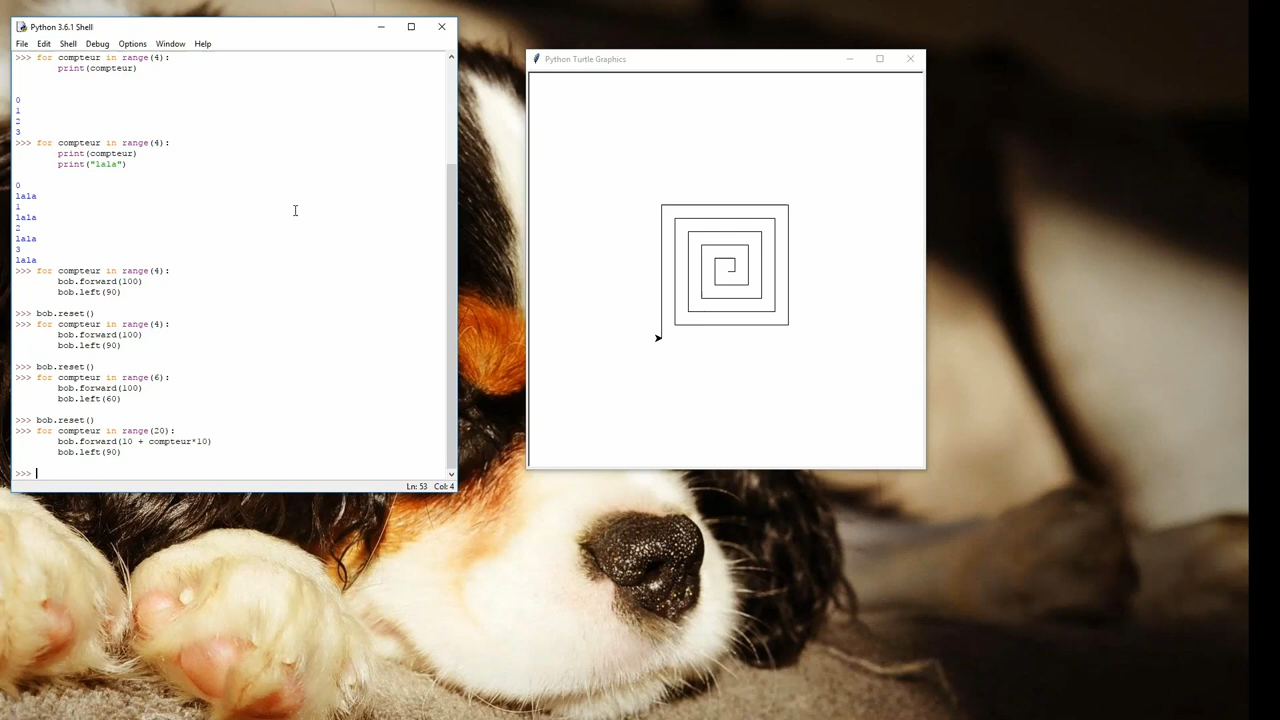 Python 3.6.1 Shell
File Edit Shell Debug Options Window Help
>>> for compteur in range(4):
        print(compteur)
0
1
2
3
>>> for compteur in range(4):
        print(compteur)
        print("lala")
0
lala
1
lala
2
lala
3
lala
>>> for compteur in range(4):
        bob.forward(100)
        bob.left(90)
>>> bob.reset()
>>> for compteur in range(4):
        bob.forward(100)
        bob.left(90)
>>> bob.reset()
>>> for compteur in range(6):
        bob.forward(100)
        bob.left(60)
>>> bob.reset()
>>> for compteur in range(20):
        bob.forward(10 + compteur*10)
        bob.left(90)
>>>
Ln: 53 Col: 4
Python Turtle Graphics